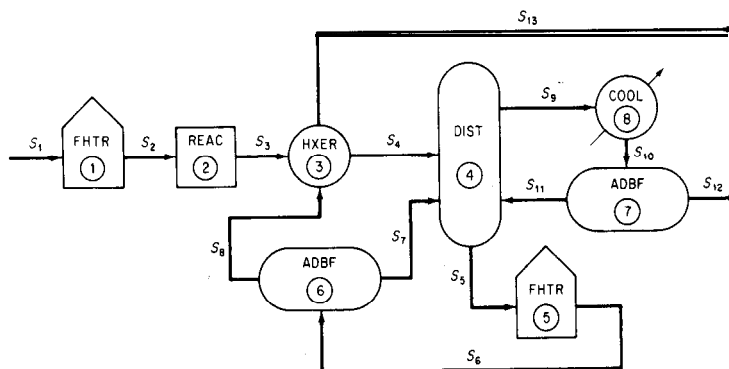 S13
S1
FHTR
1
S2
REAC
2
S3
HXER
3
S4
DIST
4
S9
COOL
8
S10
S11
ADBF
7
S12
S8
ADBF
6
S7
S5
FHTR
5
S6